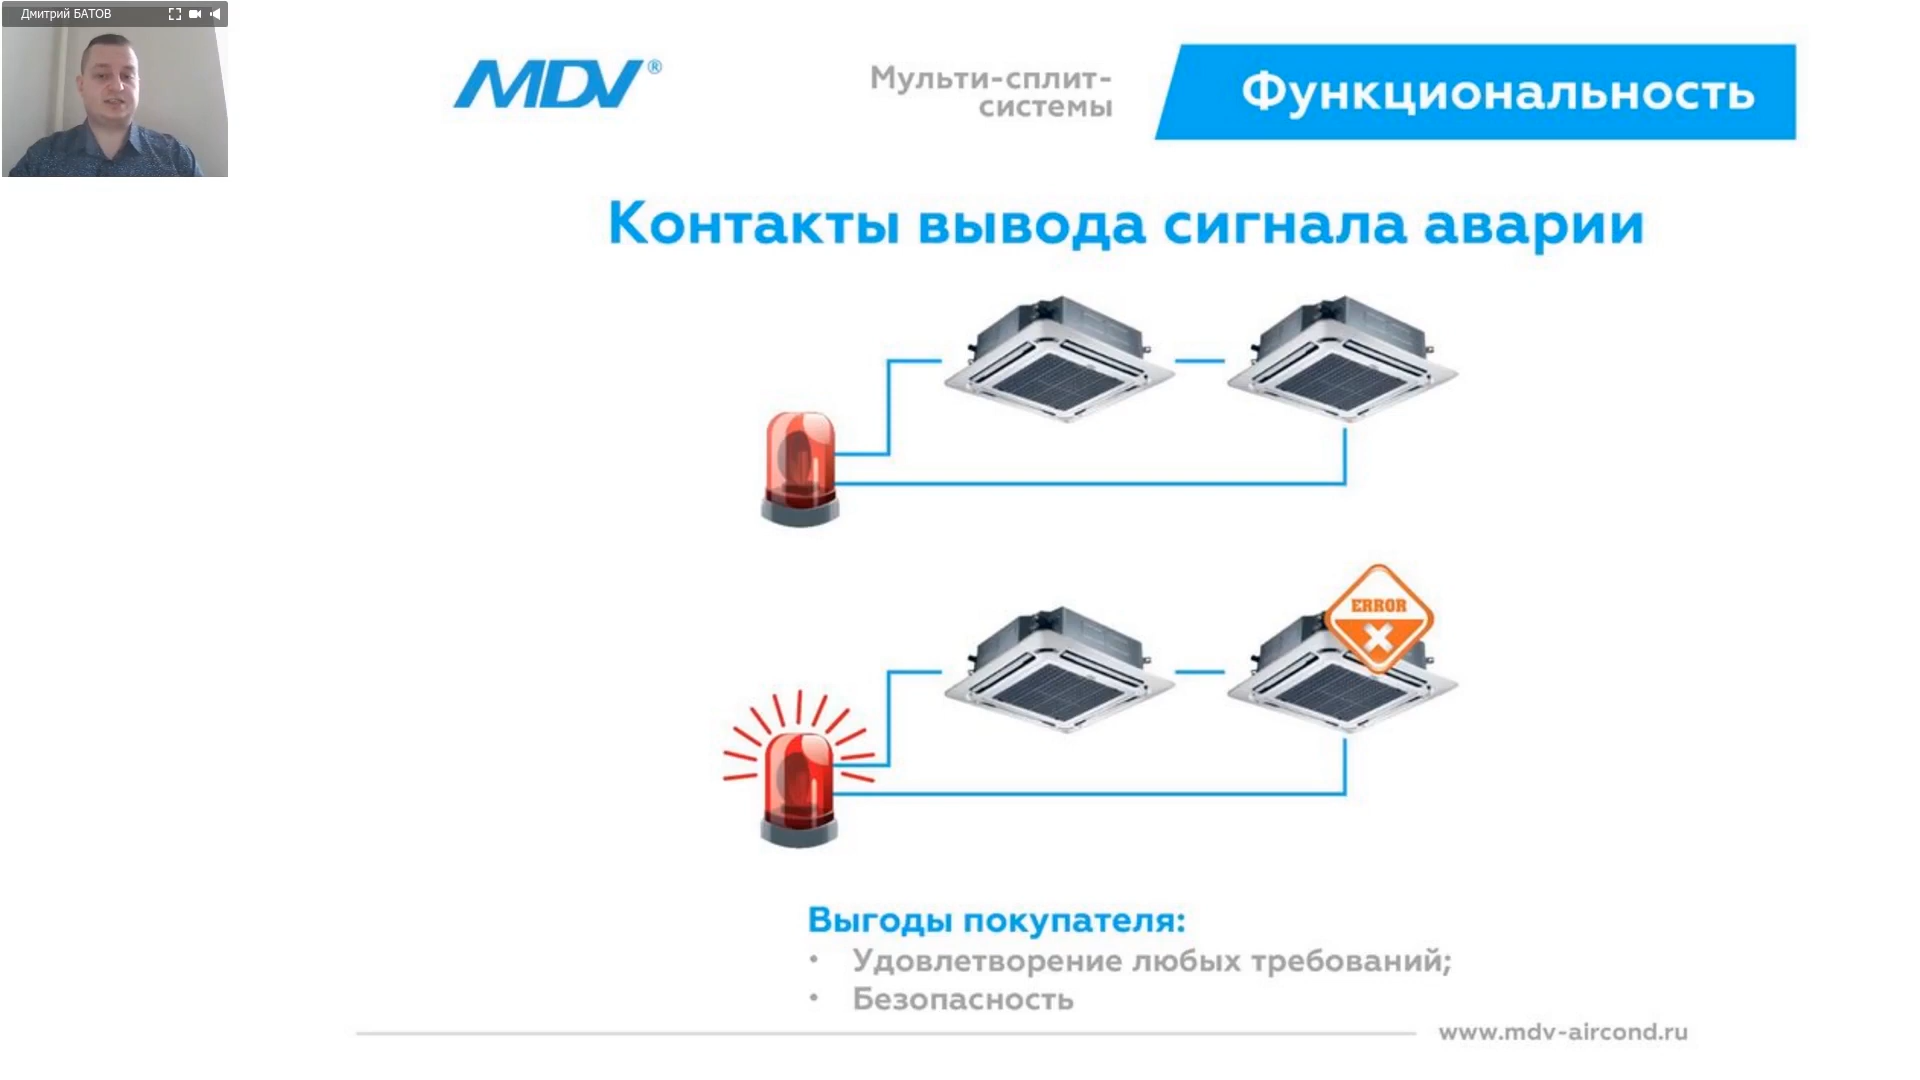 Дмитрий БАТОВ
MDV®
Мульти-сплит-
системы
Функциональность
Контакты вывода сигнала аварии
ERROR
Выгоды покупателя:
• Удовлетворение любых требований;
• Безопасность
www.mdv-aircond.ru